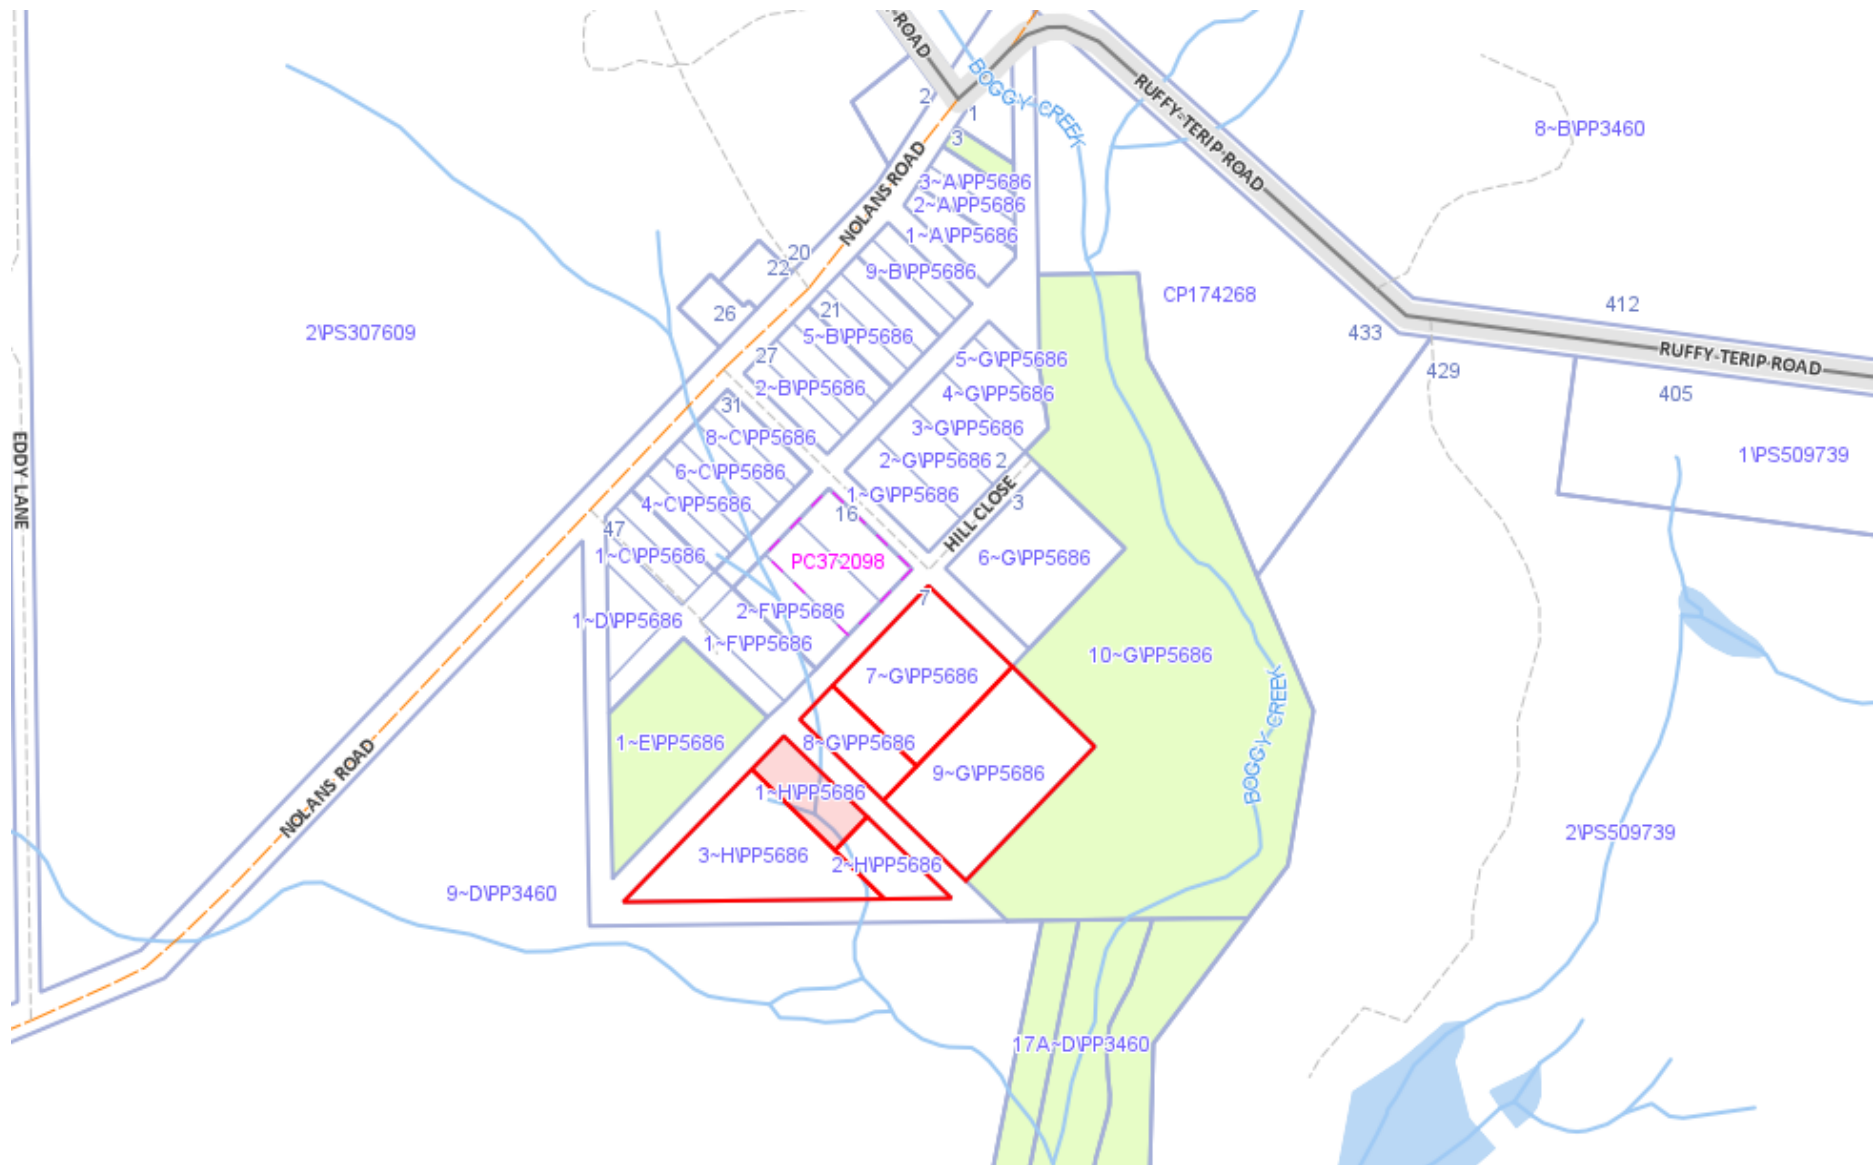 -ROAD
2
BOGGY-CREEK
1
3
RUFFY-TERIP-ROAD
8~B\PP3460
NOLANS ROAD
3~A\PP5686
2~A\PP5686
1~A\PP5686
20
22
9~B\PP5686
CP174268
26
21
412
2\PS307609
433
5~B\PP5686
27
5~G\PP5686
RUFFY-TERIP-ROAD
429
2~B\PP5686
4~G\PP5686
405
31
3~G\PP5686
8~C\PP5686
1\PS509739
2~G\PP5686
2
6~C\PP5686
EDDY LANE
1~G\PP5686
3
4~C\PP5686
16
HILL CLOSE
47
1~C\PP5686
PC372098
6~G\PP5686
7
2~F\PP5686
1~D\PP5686
1~F\PP5686
10~G\PP5686
7~G\PP5686
1~E\PP5686
8~G\PP5686
BOGGY-CREEK
9~G\PP5686
NOLANS ROAD
1~H\PP5686
2\PS509739
3~H\PP5686
2~H\PP5686
9~D\PP3460
17A~D\PP3460